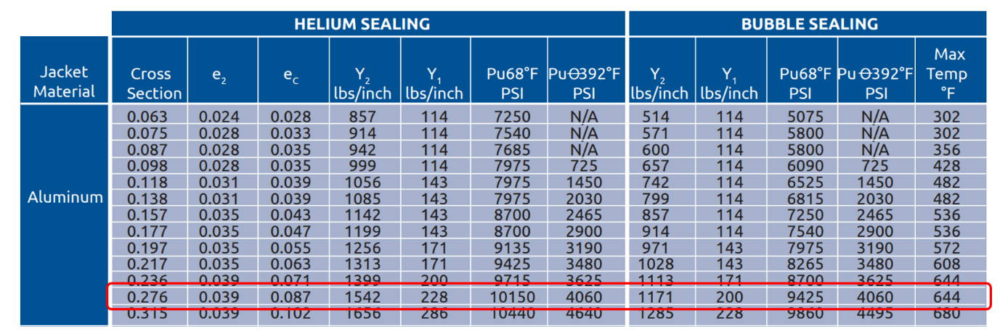 HELIUM SEALING BUBBLE SEALING
Jacket Material Cross Section e2 eC Y2 lbs/inch Y1 lbs/inch Pu68°F PSI PuΘ392°F PSI Y2 lbs/inch Y1 lbs/inch Pu68°F PSI PuΘ392°F PSI Max Temp °F
0.063 0.024 0.028 857 114 7250 N/A 514 114 5075 N/A 302
0.075 0.028 0.033 914 114 7540 N/A 571 114 5800 N/A 302
0.087 0.028 0.035 942 114 7685 N/A 600 114 5800 N/A 356
0.098 0.028 0.035 999 114 7975 725 657 114 6090 725 428
0.118 0.031 0.039 1056 143 7975 1450 742 114 6525 1450 482
Aluminum 0.138 0.031 0.039 1085 143 7975 2030 799 114 6815 2030 482
0.157 0.035 0.043 1142 143 8700 2465 857 114 7250 2465 536
0.177 0.035 0.047 1199 143 8700 2900 914 114 7540 2900 536
0.197 0.035 0.055 1256 171 9135 3190 971 143 7975 3190 572
0.217 0.035 0.063 1313 171 9425 3480 1028 143 8265 3480 608
0.236 0.039 0.071 1399 200 9715 3625 1113 171 8700 3625 644
0.276 0.039 0.087 1542 228 10150 4060 1171 200 9425 4060 644
0.315 0.039 0.102 1656 286 10440 4640 1285 228 9860 4495 680